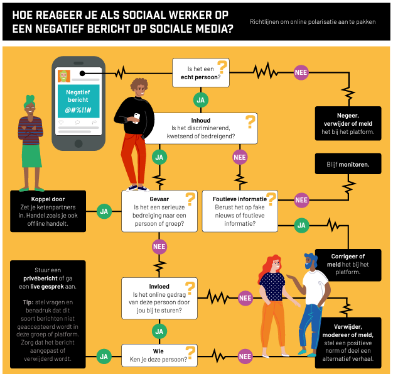 HOE REAGEER JE ALS SOCIAAL WERKER OP
EEN NEGATIEF BERICHT OP SOCIALE MEDIA?
Richtlijnen om online polarisatie aan te pakken
Is het een
echt persoon?
NEE
JA
Negatief
bericht
@#%!#
Negeer,
verwijder of meld
het bij het platform.
Inhoud
Is het discriminerend,
kwetsend of bedreigend?
JA
NEE
Blijf monitoren.
NEE
Koppel door
Zet je ketenpartners
in. Handel zoals je ook
offline handelt.
JA
Gevaar
Is het een serieuze
bedreiging naar een
persoon of groep?
Foutieve informatie
Berust het op fake
nieuws of foutieve
informatie?
JA
NEE
Corrigeer of
meld het bij het
platform.
Stuur een
privébericht of ga
een live gesprek aan.
Tip: stel vragen en
benadruk dat dit
soort berichten niet
geaccepteerd wordt in
deze groep of platform.
Zorg dat het bericht
aangepast of
verwijderd wordt.
Invloed
Is het online gedrag
van deze persoon door
jou bij te sturen?
NEE
JA
Verwijder,
modereer of meld,
stel een positieve
norm of deel een
alternatief verhaal.
JA
Wie
Ken je deze persoon?
NEE